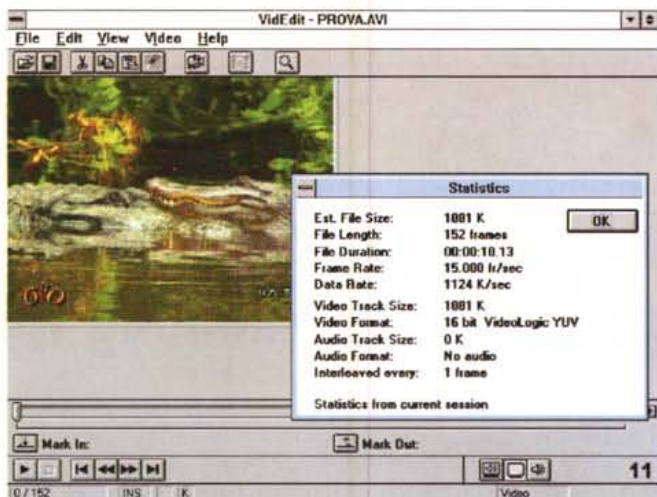 VidEdit - PROVA.AVI
File Edit View Video Help
Statistics
Est. File Size: 1001 K
File Length: 152 frames
File Duration: 00:00:10.13
Frame Rate: 15.000 fr/sec
Data Rate: 1124 K/sec
Video Track Size: 1001 K
Video Format: 16 bit VideoLogic YUV
Audio Track Size: 0 K
Audio Format: No audio
Interleaved every: 1 frame
Statistics from current session
OK
Mark In:
Mark Out:
11
0 / 152 INS K Video